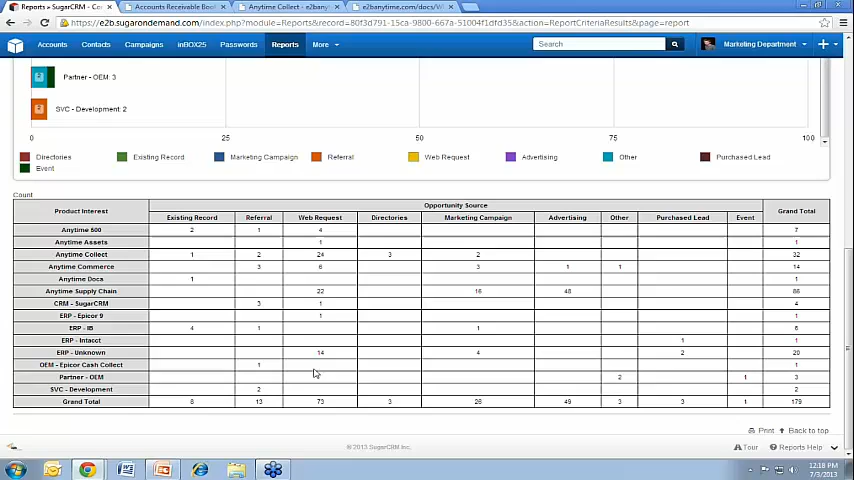 Reports » SugarCRM - Co
Accounts Receivable Boo
Anytime Collect - e2bany
e2banytime.com/docs/W
https://e2b.sugarondemand.com/index.php?module=Reports&record=80f3d791-15ca-9800-667a-51004f1dfd35&action=ReportCriteriaResults&page=report
Accounts Contacts Campaigns inBOX25 Passwords Reports More Search Marketing Department
Partner - OEM: 3
SVC - Development: 2
0 25 50 75 100
Directories Existing Record Marketing Campaign Referral Web Request Advertising Other Purchased Lead
Event
Count
Product Interest Opportunity Source Grand Total
Existing Record Referral Web Request Directories Marketing Campaign Advertising Other Purchased Lead Event
Anytime 500 2 1 4 7
Anytime Assets 1 1
Anytime Collect 1 2 24 3 2 32
Anytime Commerce 3 6 3 1 1 14
Anytime Docs 1 1
Anytime Supply Chain 22 16 48 86
CRM - SugarCRM 3 1 4
ERP - Epicor 9 1 1
ERP - IB 4 1 1 6
ERP - Intacct 1 1
ERP - Unknown 14 4 2 20
OEM - Epicor Cash Collect 1 1
Partner - OEM 2 1 3
SVC - Development 2 2
Grand Total 8 13 73 3 26 49 3 3 1 179
Print Back to top
© 2013 SugarCRM Inc.
Tour Reports Help
12:18 PM
7/3/2013